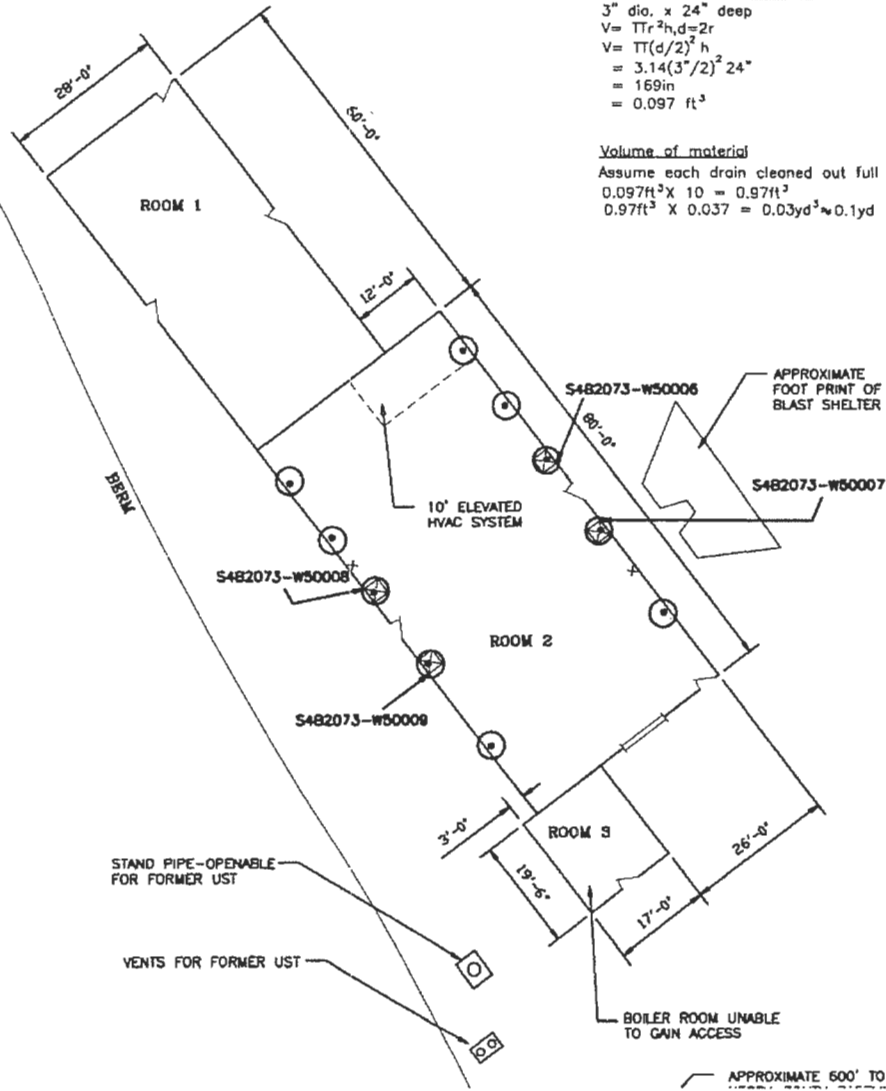 3" dia. x 24" deep
V= TTr²h,d=2r
V= TT(d/2)² h
= 3.14(3"/2)² 24"
= 169in
= 0.097 ft³
Volume of material
Assume each drain cleaned out full
0.097ft³X 10 = 0.97ft³
0.97ft³ X 0.037 = 0.03yd³≈0.1yd
28'-0"
60'-0"
ROOM 1
12'-0"
S482073-W50006
APPROXIMATE
FOOT PRINT OF
BLAST SHELTER
80'-0"
S482073-W50007
BERM
10' ELEVATED
HVAC SYSTEM
S482073-W50008
ROOM 2
S482073-W50009
3'-0"
ROOM 3
26'-0"
19'-6"
17'-0"
STAND PIPE-OPENABLE
FOR FORMER UST
VENTS FOR FORMER UST
BOILER ROOM UNABLE
TO GAIN ACCESS
APPROXIMATE 600' TO